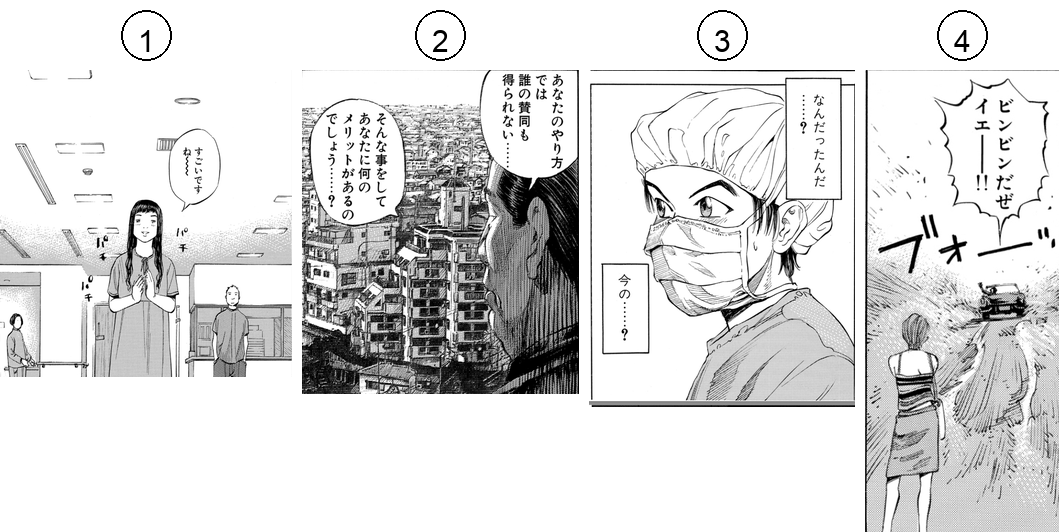 1
2
3
4
すごいです
ね〜〜
パチ
パチ
パチ
あなたのやり方
では
誰の賛同も
得られない……
そんな事をして
あなたに何の
メリットがあるの
でしょう……?
なんだったんだ
……?
今の……?
ビンビンだぜ
イエ――!!
ブォーーッ